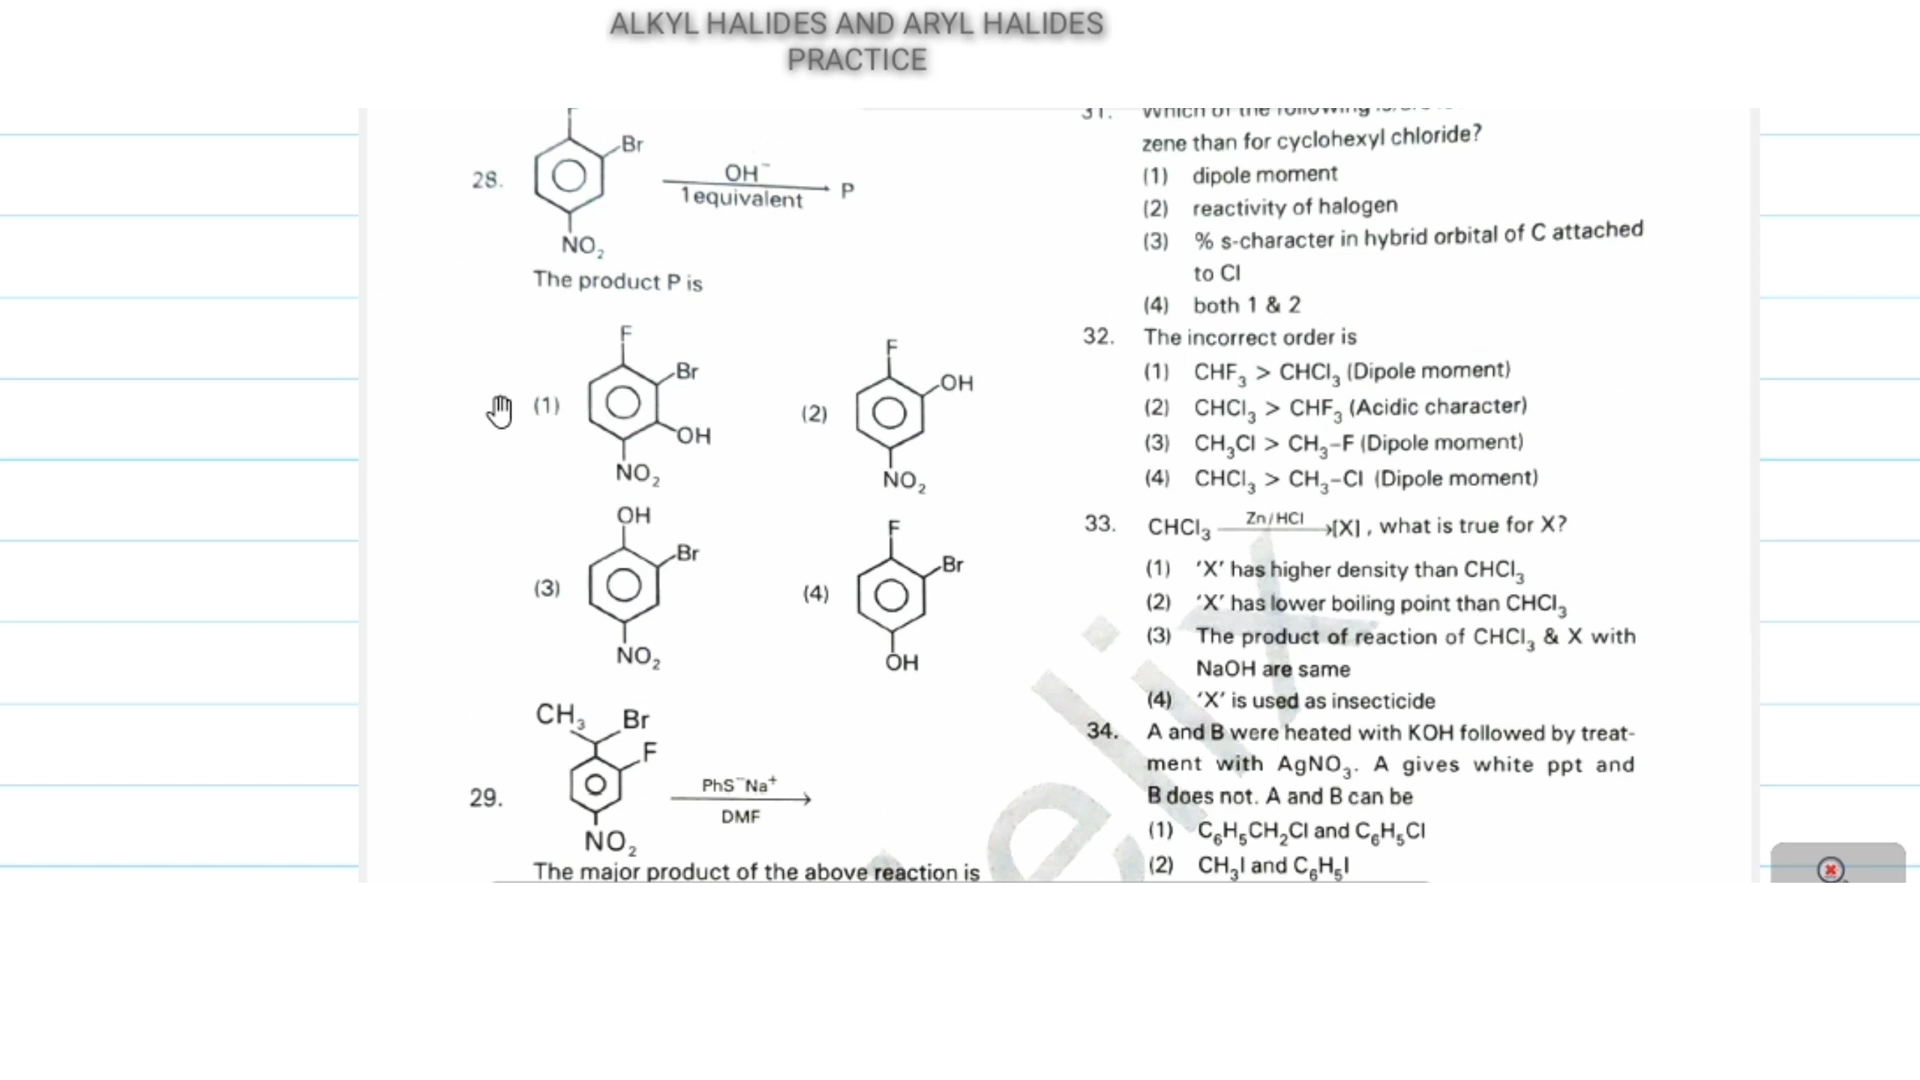 ALKYL HALIDES AND ARYL HALIDES
PRACTICE
28.
Br
NO₂
OH⁻
1equivalent
P
The product P is
(1)
F
Br
OH
NO₂
(2)
F
OH
NO₂
(3)
OH
Br
NO₂
(4)
F
Br
OH
29.
CH₃ Br
F
NO₂
PhS⁻Na⁺
DMF
The major product of the above reaction is
31. Which of the following
zene than for cyclohexyl chloride?
(1) dipole moment
(2) reactivity of halogen
(3) % s-character in hybrid orbital of C attached
to Cl
(4) both 1 & 2
32. The incorrect order is
(1) CHF₃ > CHCl₃ (Dipole moment)
(2) CHCl₃ > CHF₃ (Acidic character)
(3) CH₃Cl > CH₃–F (Dipole moment)
(4) CHCl₃ > CH₃–Cl (Dipole moment)
33. CHCl₃ Zn/HCl →[X] , what is true for X?
(1) ‘X’ has higher density than CHCl₃
(2) ‘X’ has lower boiling point than CHCl₃
(3) The product of reaction of CHCl₃ & X with
NaOH are same
(4) ‘X’ is used as insecticide
34. A and B were heated with KOH followed by treat-
ment with AgNO₃. A gives white ppt and
B does not. A and B can be
(1) C₆H₅CH₂Cl and C₆H₅Cl
(2) CH₃I and C₆H₅I
elix